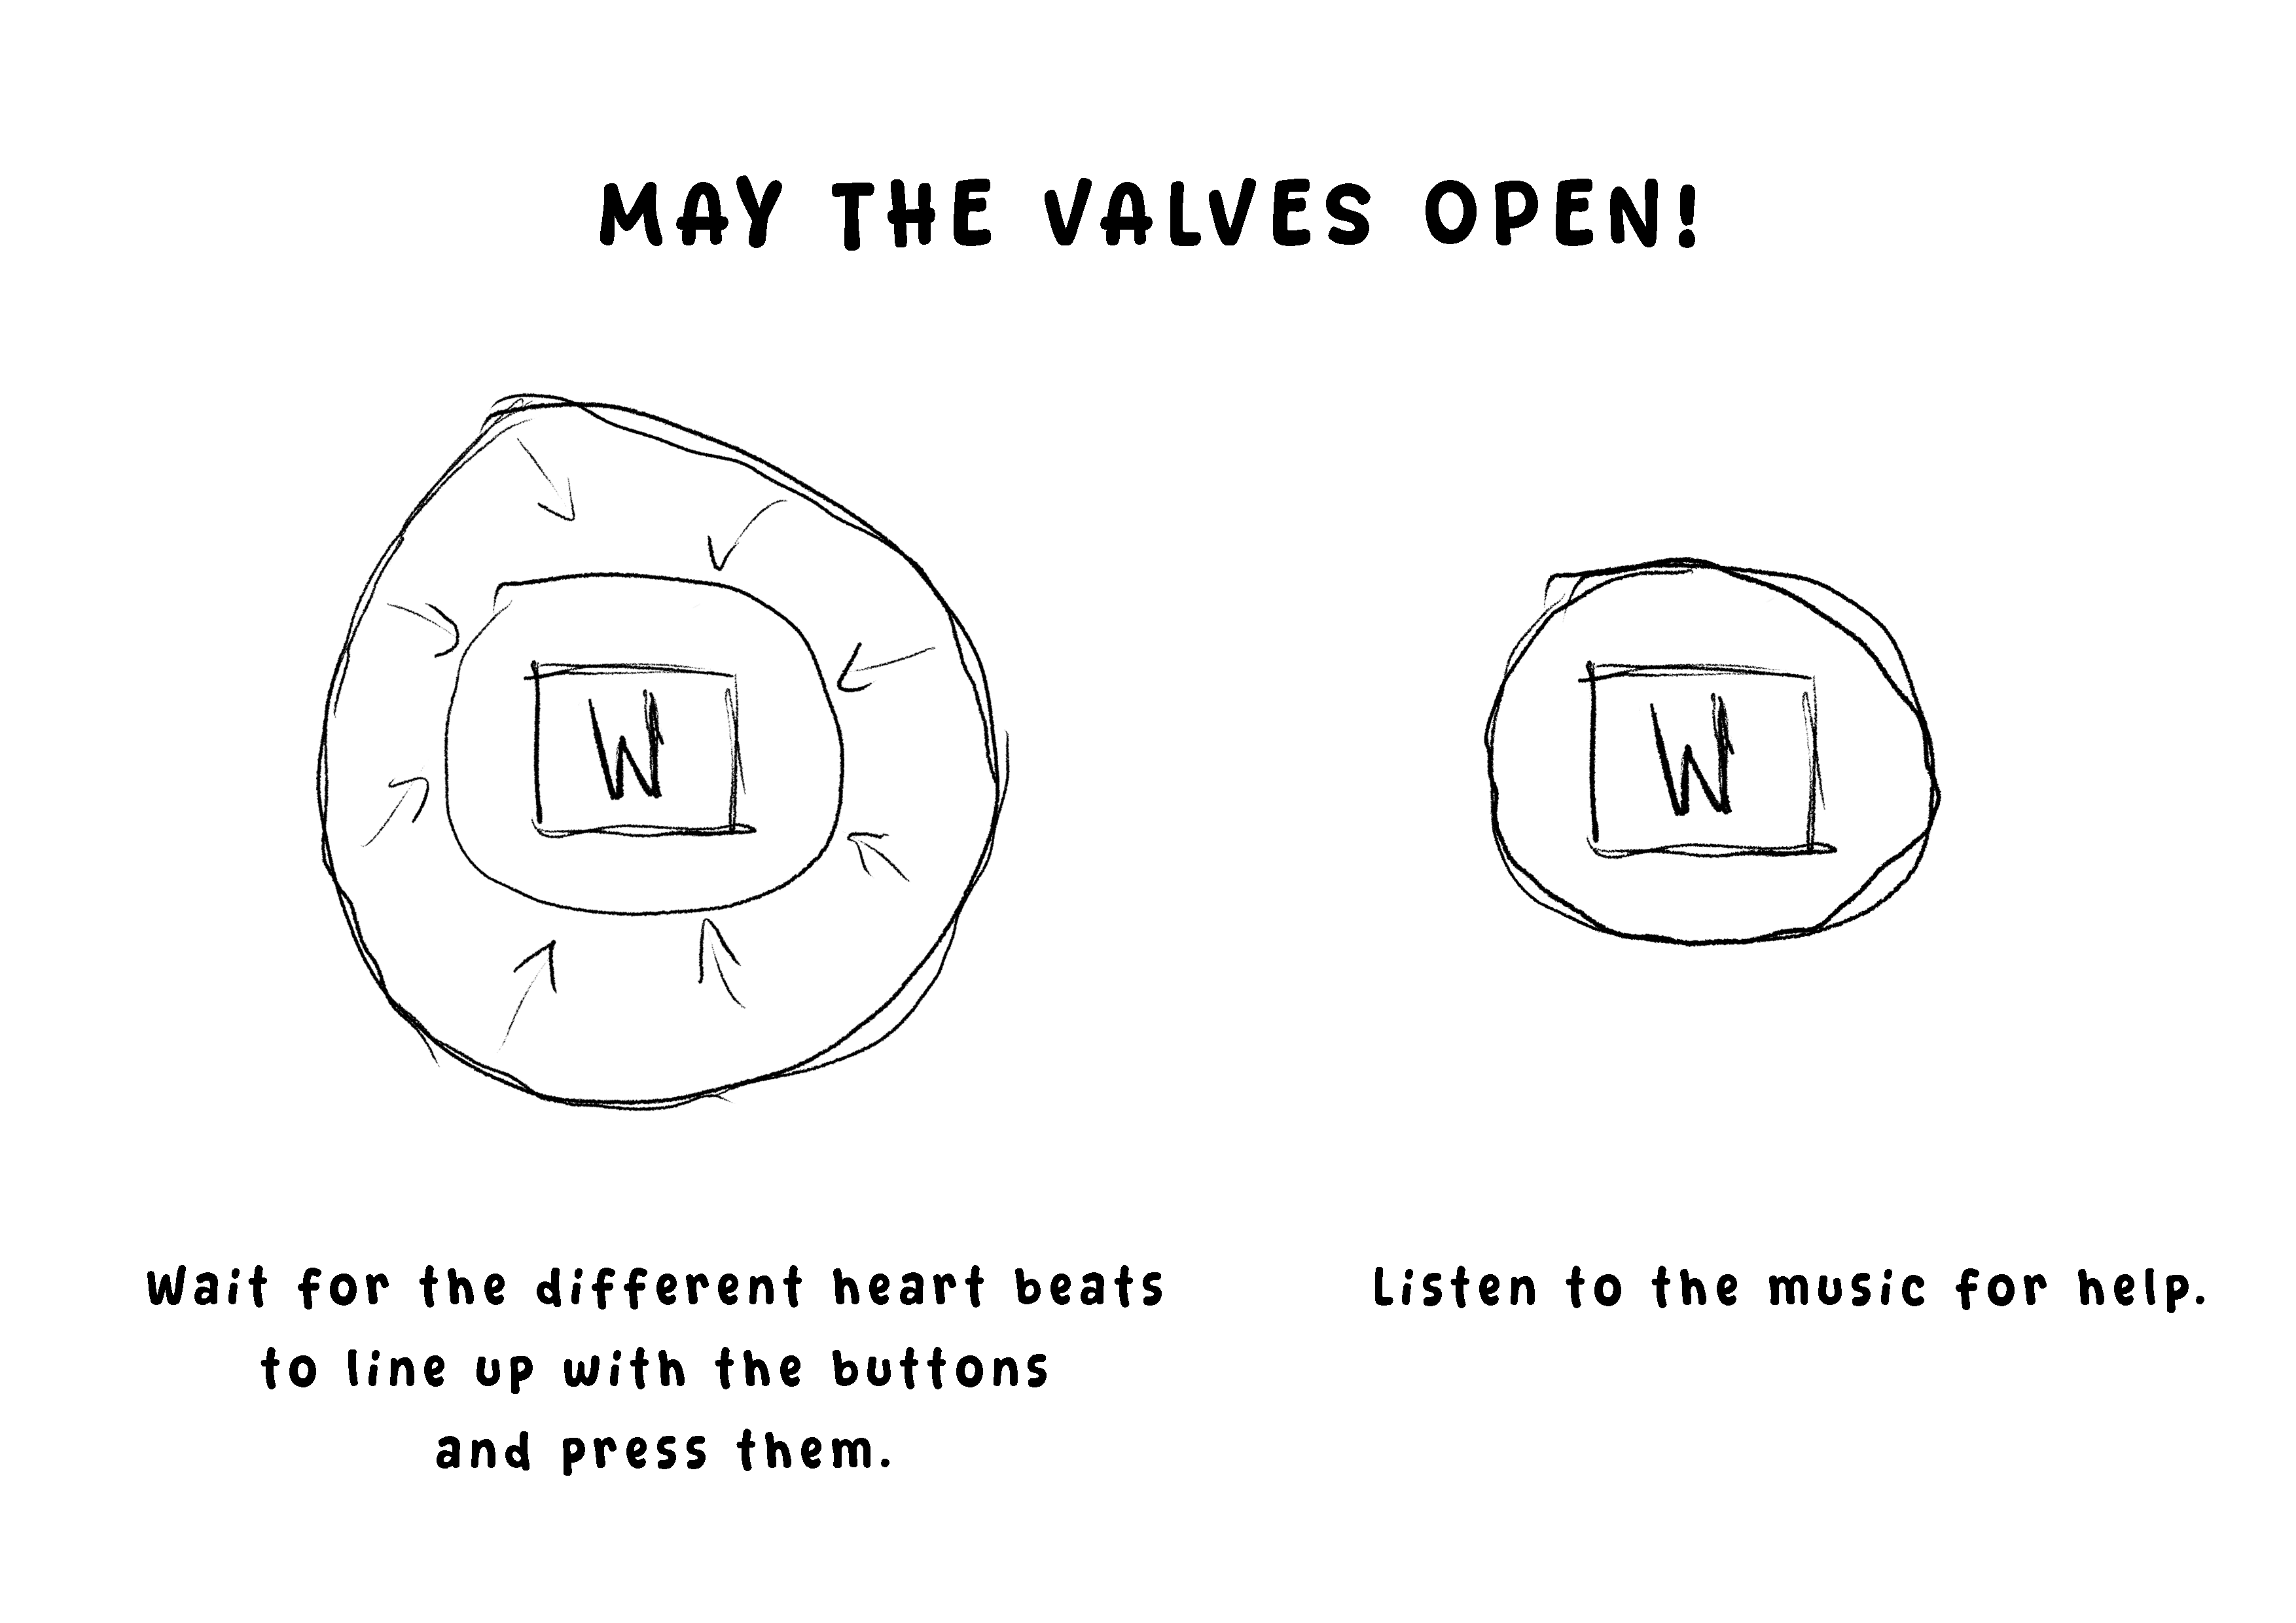 MAY THE VALVES OPEN!
W
W
Wait for the different heart beats
to line up with the buttons
and press them.
Listen to the music for help.